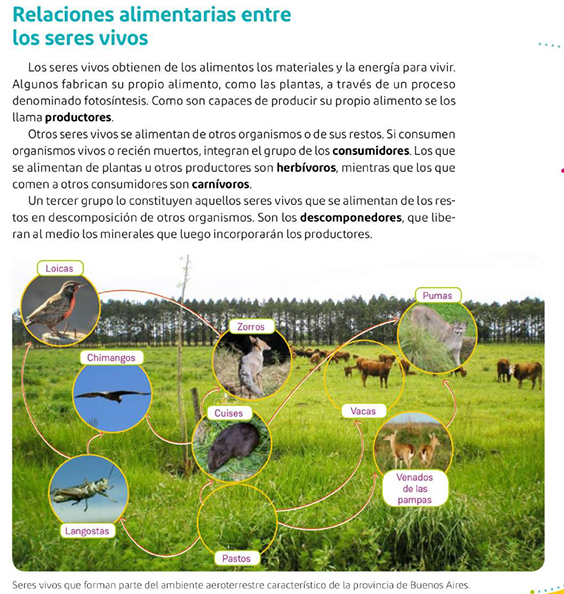 Relaciones alimentarias entre
los seres vivos
Los seres vivos obtienen de los alimentos los materiales y la energía para vivir.
Algunos fabrican su propio alimento, como las plantas, a través de un proceso
denominado fotosíntesis. Como son capaces de producir su propio alimento se los
llama productores.
Otros seres vivos se alimentan de otros organismos o de sus restos. Si consumen
organismos vivos o recién muertos, integran el grupo de los consumidores. Los que
se alimentan de plantas u otros productores son herbívoros, mientras que los que
comen a otros consumidores son carnívoros.
Un tercer grupo lo constituyen aquellos seres vivos que se alimentan de los res-
tos en descomposición de otros organismos. Son los descomponedores, que libe-
ran al medio los minerales que luego incorporarán los productores.
Loicas
Pumas
Zorros
Chimangos
Cuises
Vacas
Venados
de las
pampas
Langostas
Pastos
Seres vivos que forman parte del ambiente aeroterrestre característico de la provincia de Buenos Aires.